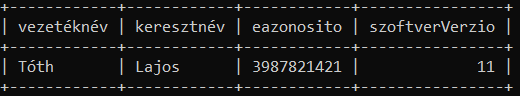 vezetéknév | keresztnév | eazonosito | szoftverVerzio
Tóth | Lajos | 3987821421 | 11